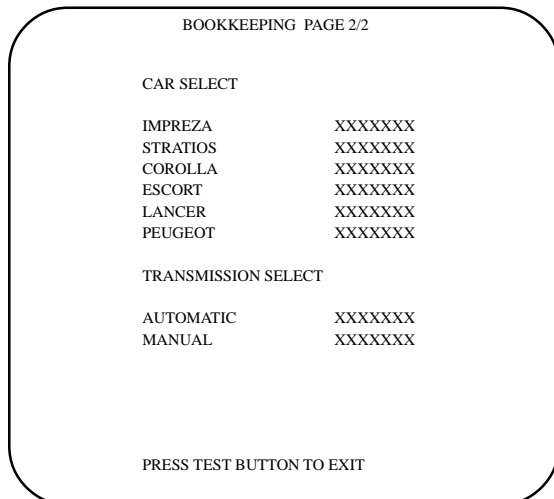 BOOKKEEPING PAGE 2/2
CAR SELECT
IMPREZA XXXXXXX
STRATIOS XXXXXXX
COROLLA XXXXXXX
ESCORT XXXXXXX
LANCER XXXXXXX
PEUGEOT XXXXXXX
TRANSMISSION SELECT
AUTOMATIC XXXXXXX
MANUAL XXXXXXX
PRESS TEST BUTTON TO EXIT